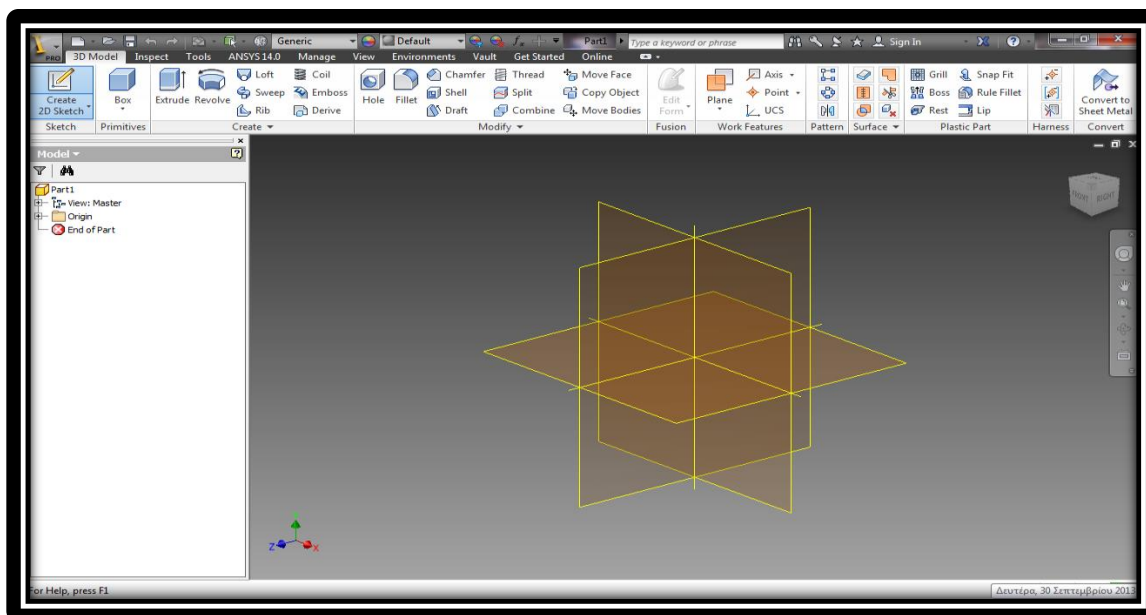 Generic Default Part1 Type a keyword or phrase Sign In
PRO 3D Model Inspect Tools ANSYS 14.0 Manage View Environments Vault Get Started Online
Loft Coil Chamfer Thread Move Face Axis Grill Snap Fit
Create 2D Sketch Box Extrude Revolve Sweep Emboss Hole Fillet Shell Split Copy Object Edit Form Plane Point Boss Rule Fillet Convert to Sheet Metal
Rib Derive Draft Combine Move Bodies UCS Rest Lip
Sketch Primitives Create Modify Fusion Work Features Pattern Surface Plastic Part Harness Convert
Model
Part1
View: Master
Origin
End of Part
FRONT RIGHT
Z X
For Help, press F1
Δευτέρα, 30 Σεπτεμβρίου 2013